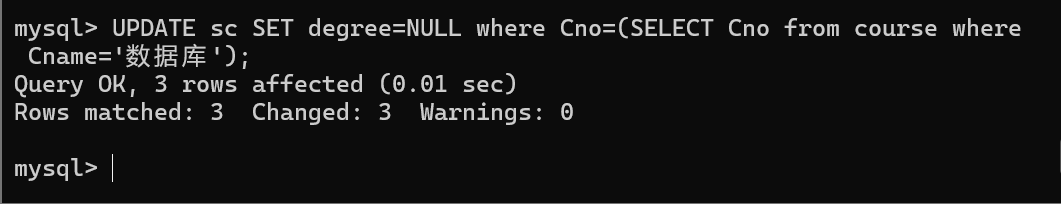 mysql> UPDATE sc SET degree=NULL where Cno=(SELECT Cno from course where
 Cname='数据库');
Query OK, 3 rows affected (0.01 sec)
Rows matched: 3  Changed: 3  Warnings: 0
mysql>